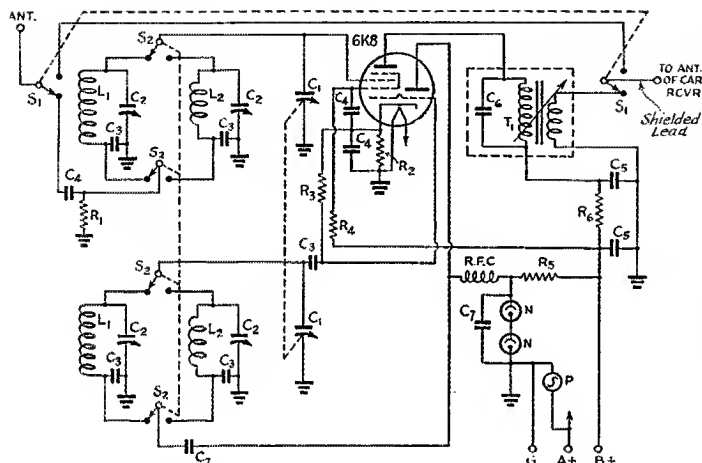 ANT.
S2
6K8
S1
L1
C2
L2
C2
C1
C4
C6
T1
S1
TO ANT.
OF CAR
RCVR
Shielded
Lead
C3
C3
S2
C4
R1
C4
R2
R3
R4
C5
R6
C5
S2
C3
R.F.C
R5
L1
C2
L2
C2
C1
C7
N
N
P
C3
C3
S2
C7
A+
B+